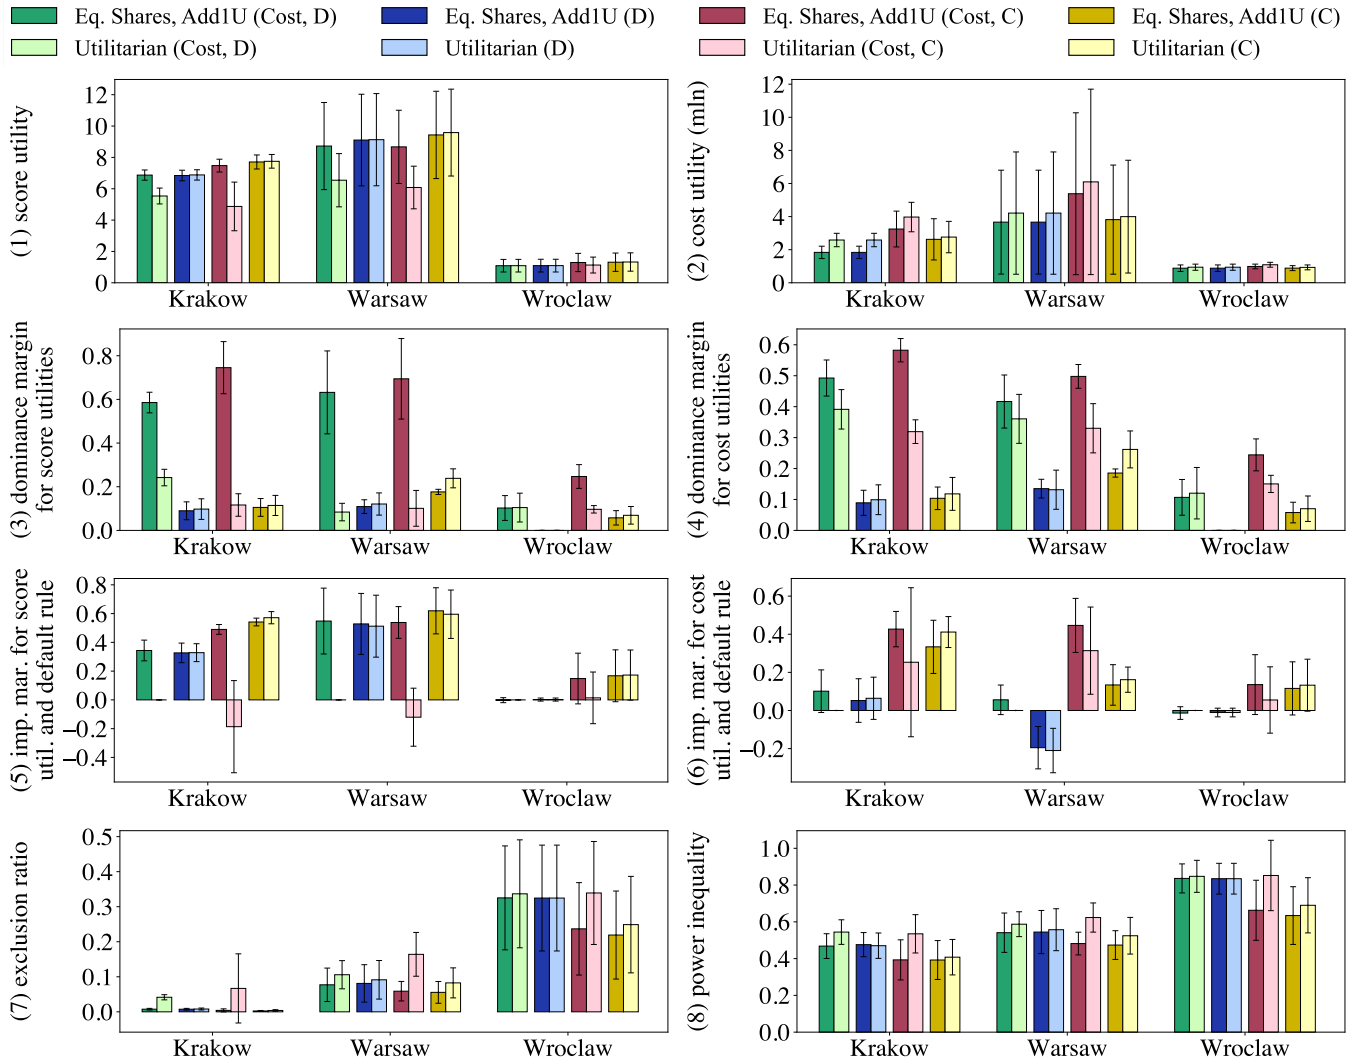 Eq. Shares, Add1U (Cost, D) Eq. Shares, Add1U (D) Eq. Shares, Add1U (Cost, C) Eq. Shares, Add1U (C)
Utilitarian (Cost, D) Utilitarian (D) Utilitarian (Cost, C) Utilitarian (C)
(1) score utility
12
10
8
6
4
2
0
Krakow Warsaw Wroclaw
(2) cost utility (mln)
12
10
8
6
4
2
0
Krakow Warsaw Wroclaw
(3) dominance margin
for score utilities
0.8
0.6
0.4
0.2
0.0
Krakow Warsaw Wroclaw
(4) dominance margin
for cost utilities
0.6
0.5
0.4
0.3
0.2
0.1
0.0
Krakow Warsaw Wroclaw
(5) imp. mar. for score
util. and default rule
0.8
0.6
0.4
0.2
0.0
−0.2
−0.4
Krakow Warsaw Wroclaw
(6) imp. mar. for cost
util. and default rule
0.6
0.4
0.2
0.0
−0.2
Krakow Warsaw Wroclaw
(7) exclusion ratio
0.5
0.4
0.3
0.2
0.1
0.0
Krakow Warsaw Wroclaw
(8) power inequality
1.0
0.8
0.6
0.4
0.2
0.0
Krakow Warsaw Wroclaw